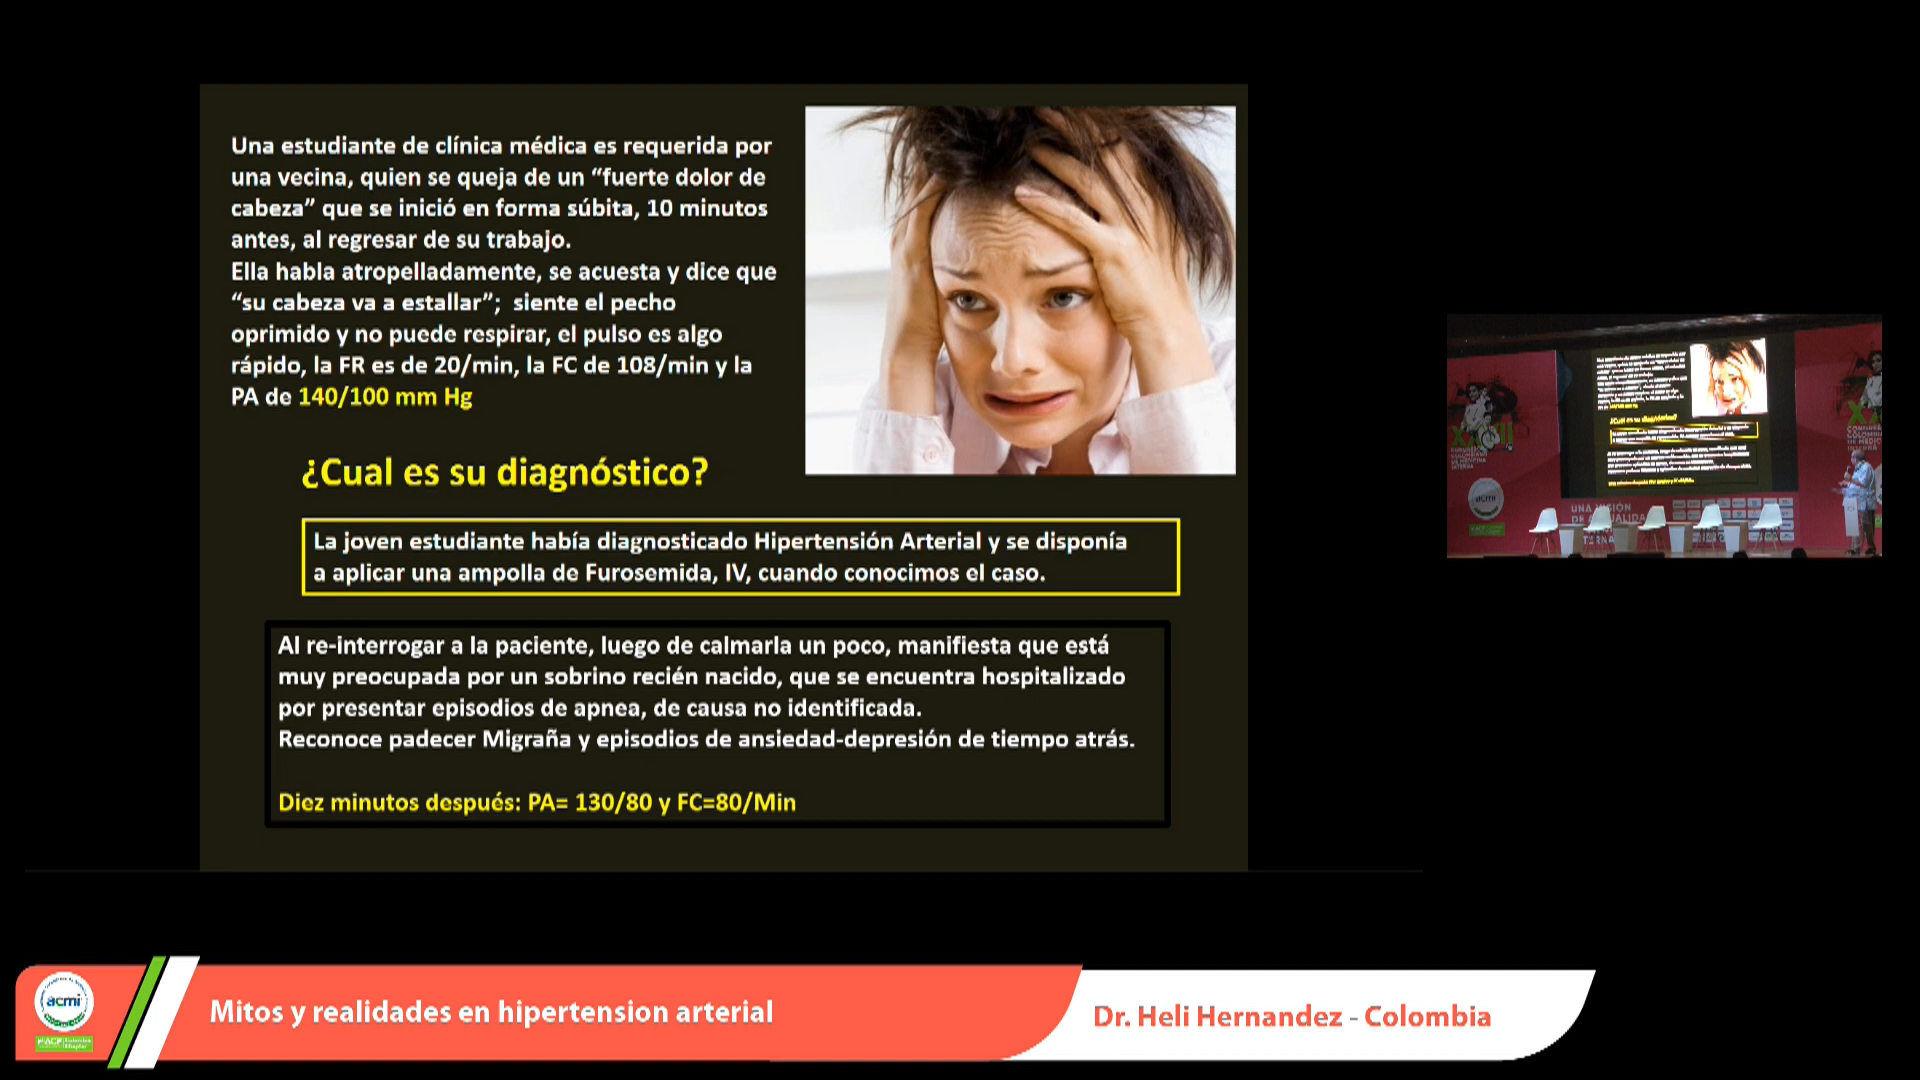 Una estudiante de clínica médica es requerida por
una vecina, quien se queja de un “fuerte dolor de
cabeza” que se inició en forma súbita, 10 minutos
antes, al regresar de su trabajo.
Ella habla atropelladamente, se acuesta y dice que
“su cabeza va a estallar”; siente el pecho
oprimido y no puede respirar, el pulso es algo
rápido, la FR es de 20/min, la FC de 108/min y la
PA de 140/100 mm Hg
¿Cual es su diagnóstico?
La joven estudiante había diagnosticado Hipertensión Arterial y se disponía
a aplicar una ampolla de Furosemida, IV, cuando conocimos el caso.
Al re-interrogar a la paciente, luego de calmarla un poco, manifiesta que está
muy preocupada por un sobrino recién nacido, que se encuentra hospitalizado
por presentar episodios de apnea, de causa no identificada.
Reconoce padecer Migraña y episodios de ansiedad-depresión de tiempo atrás.
Diez minutos después: PA= 130/80 y FC=80/Min
acmi
UNA VISIÓN
acmi
ACP
Mitos y realidades en hipertension arterial
Dr. Heli Hernandez - Colombia